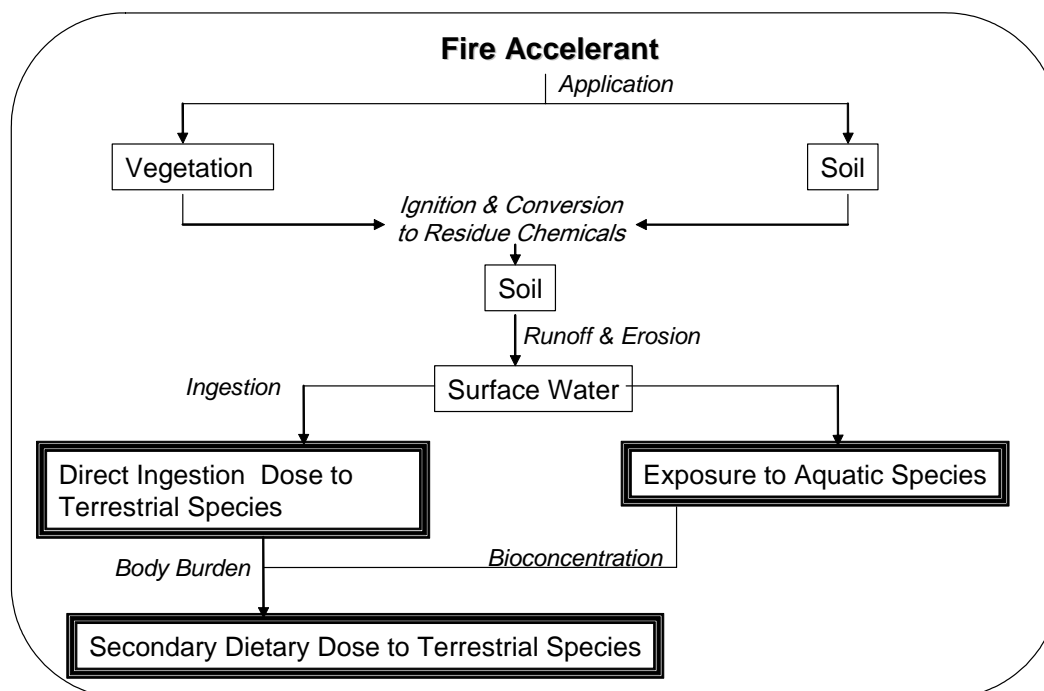 Fire Accelerant
Application
Vegetation
Soil
Ignition & Conversion
to Residue Chemicals
Soil
Runoff & Erosion
Ingestion
Surface Water
Direct Ingestion Dose to
Terrestrial Species
Exposure to Aquatic Species
Body Burden
Bioconcentration
Secondary Dietary Dose to Terrestrial Species